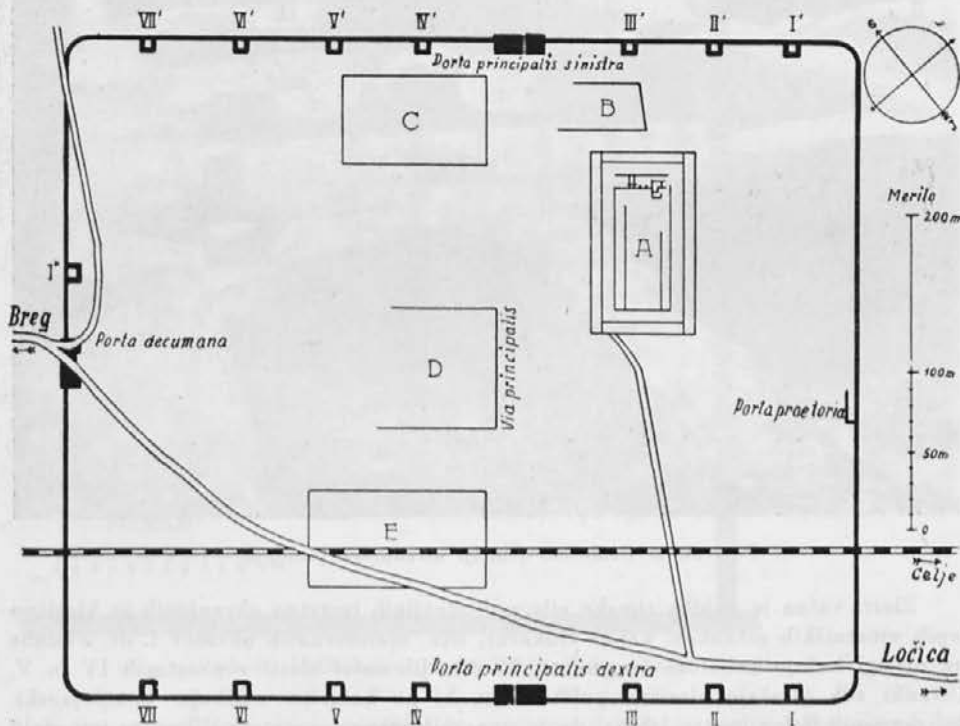 VII' VI' V' IV' III' II' I'
Porta principalis sinistra
C
B
Merilo
200m
A
I*
Breg
Porta decumana
D
Via principalis
100m
Porta praetoria
50m
0
E
Celje
Porta principalis dextra
Ločica
VII VI V IV III II I